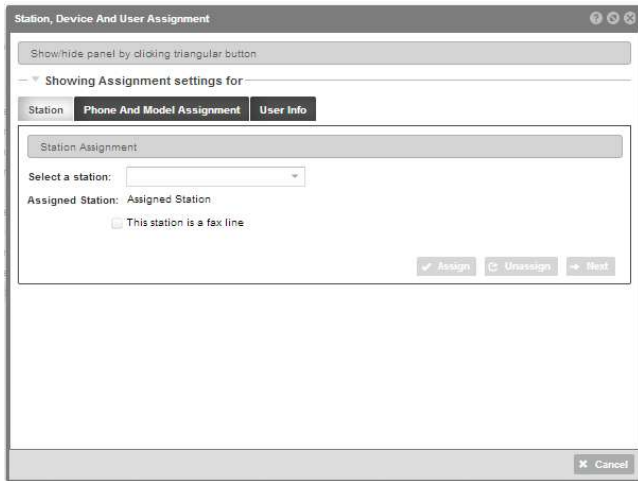 Station, Device And User Assignment
Show/hide panel by clicking triangular button
Showing Assignment settings for
Station Phone And Model Assignment User Info
Station Assignment
Select a station:
Assigned Station: Assigned Station
This station is a fax line
Assign Unassign Next
Cancel